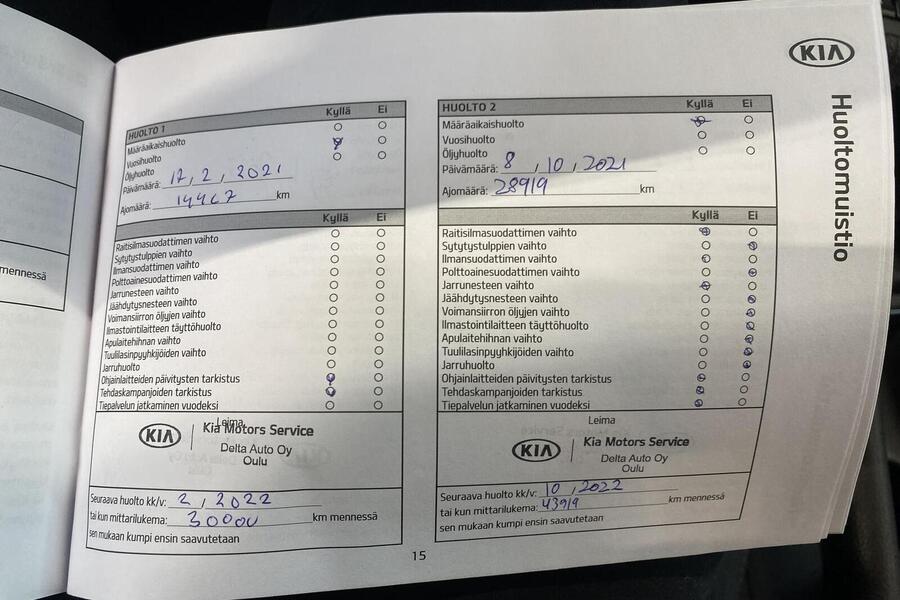 mennessä
KIA
Huoltomuistio
HUOLTO 1 Kyllä Ei
Määräaikaishuolto
Vuosihuolto
Öljyhuolto
Päivämäärä: 17, 2, 2021
Ajomäärä: km
Kyllä Ei
Raitisilmasuodattimen vaihto
Sytytystulppien vaihto
Ilmansuodattimen vaihto
Polttoainesuodattimen vaihto
Jarrunesteen vaihto
Jäähdytysnesteen vaihto
Voimansiirron öljyjen vaihto
Ilmastointilaitteen täyttöhuolto
Apulaitehihnan vaihto
Tuulilasinpyyhkijöiden vaihto
Jarruhuolto
Ohjainlaitteiden päivitysten tarkistus
Tehdaskampanjoiden tarkistus
Tiepalvelun jatkaminen vuodeksi
Leima
KIA Kia Motors Service
Delta Auto Oy
Oulu
Seuraava huolto kk/v: 2, 2022
tai kun mittarilukema: 30000 km mennessä
sen mukaan kumpi ensin saavutetaan
HUOLTO 2 Kyllä Ei
Määräaikaishuolto
Vuosihuolto
Öljyhuolto
Päivämäärä: 8, 10, 2021
Ajomäärä: 28919 km
Kyllä Ei
Raitisilmasuodattimen vaihto
Sytytystulppien vaihto
Ilmansuodattimen vaihto
Polttoainesuodattimen vaihto
Jarrunesteen vaihto
Jäähdytysnesteen vaihto
Voimansiirron öljyjen vaihto
Ilmastointilaitteen täyttöhuolto
Apulaitehihnan vaihto
Tuulilasinpyyhkijöiden vaihto
Jarruhuolto
Ohjainlaitteiden päivitysten tarkistus
Tehdaskampanjoiden tarkistus
Tiepalvelun jatkaminen vuodeksi
Leima
KIA Kia Motors Service
Delta Auto Oy
Oulu
Seuraava huolto kk/v: 10, 2022
tai kun mittarilukema: 43919 km mennessä
sen mukaan kumpi ensin saavutetaan
15